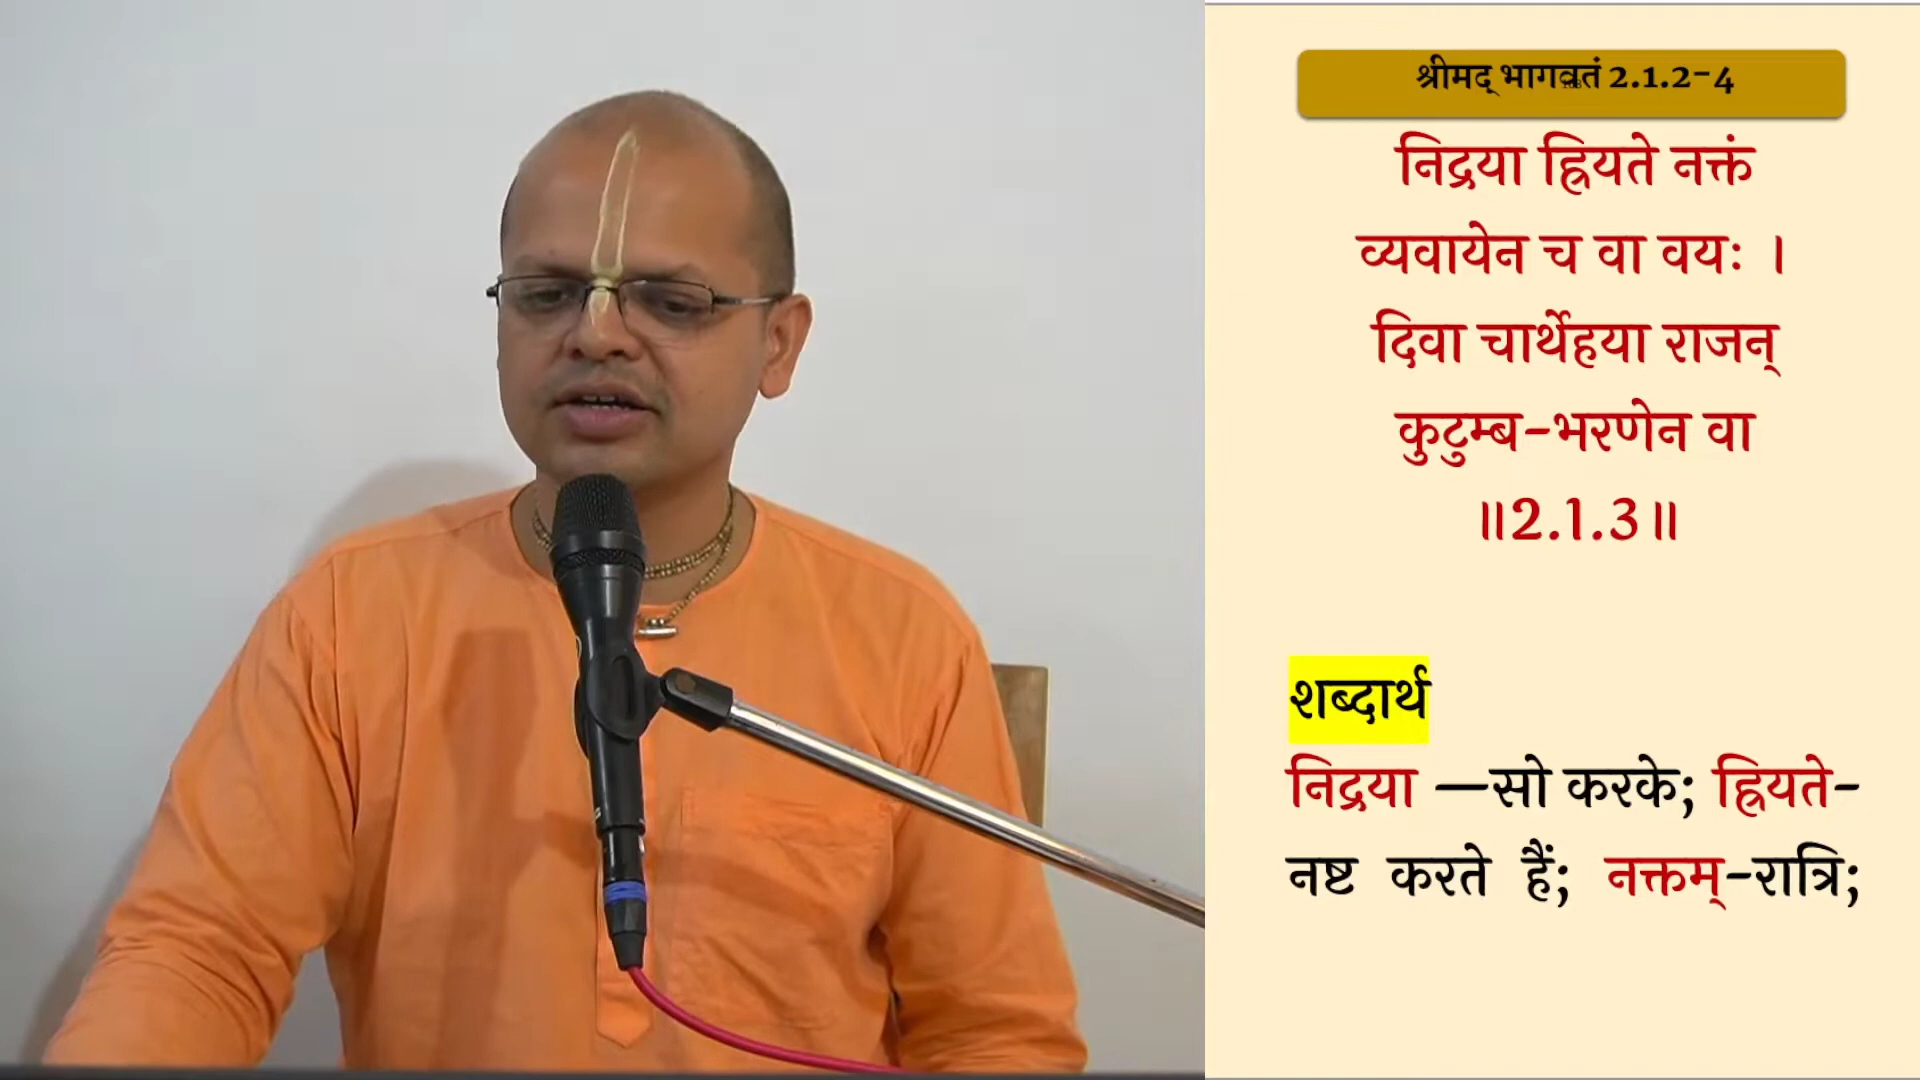 श्रीमद् भागवतं 2.1.2-4
निद्रया ह्रियते नक्तं
व्यवायेन च वा वयः ।
दिवा चार्थेहया राजन्
कुटुम्ब-भरणेन वा
॥2.1.3॥
शब्दार्थ
निद्रया —सो करके; ह्रियते-
नष्ट करते हैं; नक्तम्-रात्रि;